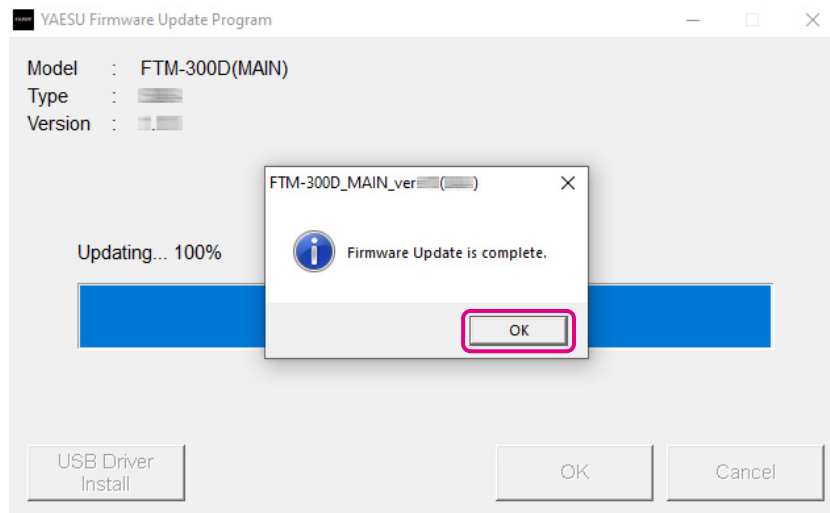 YAESU Firmware Update Program
Model : FTM-300D(MAIN)
Type :
Version :
FTM-300D_MAIN_ver ( )
Firmware Update is complete.
Updating... 100%
OK
USB Driver
Install
OK
Cancel